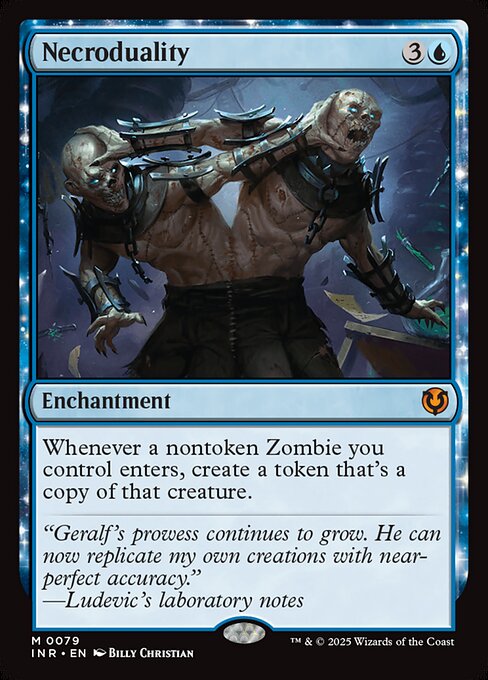 Necroduality 3
Enchantment
Whenever a nontoken Zombie you
control enters, create a token that's a
copy of that creature.
“Geralf's prowess continues to grow. He can
now replicate my own creations with near-
perfect accuracy.”
—Ludevic's laboratory notes
M 0079
INR • EN Billy Christian
™ & © 2025 Wizards of the Coast